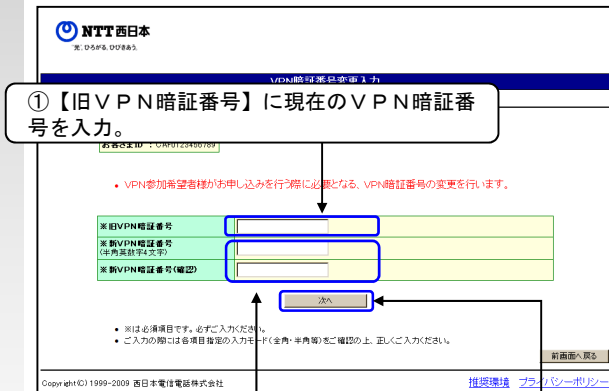 NTT西日本
光、ひろがる。ひびきあう。
VPN暗証番号変更入力
①【旧ＶＰＮ暗証番号】に現在のＶＰＮ暗証番
号を入力。
お客さまID : CAF0123456789
• VPN参加希望者様がお申し込みを行う際に必要となる、VPN暗証番号の変更を行います。
※旧VPN暗証番号
※新VPN暗証番号
(半角英数字4文字)
※新VPN暗証番号(確認)
次へ
• ※は必須項目です。必ずご入力ください。
• ご入力の際には各項目指定の入力モード(全角・半角等)をご確認の上、正しくご入力ください。
前画面へ戻る
Copyright(C) 1999-2009 西日本電信電話株式会社
推奨環境 プライバシーポリシー